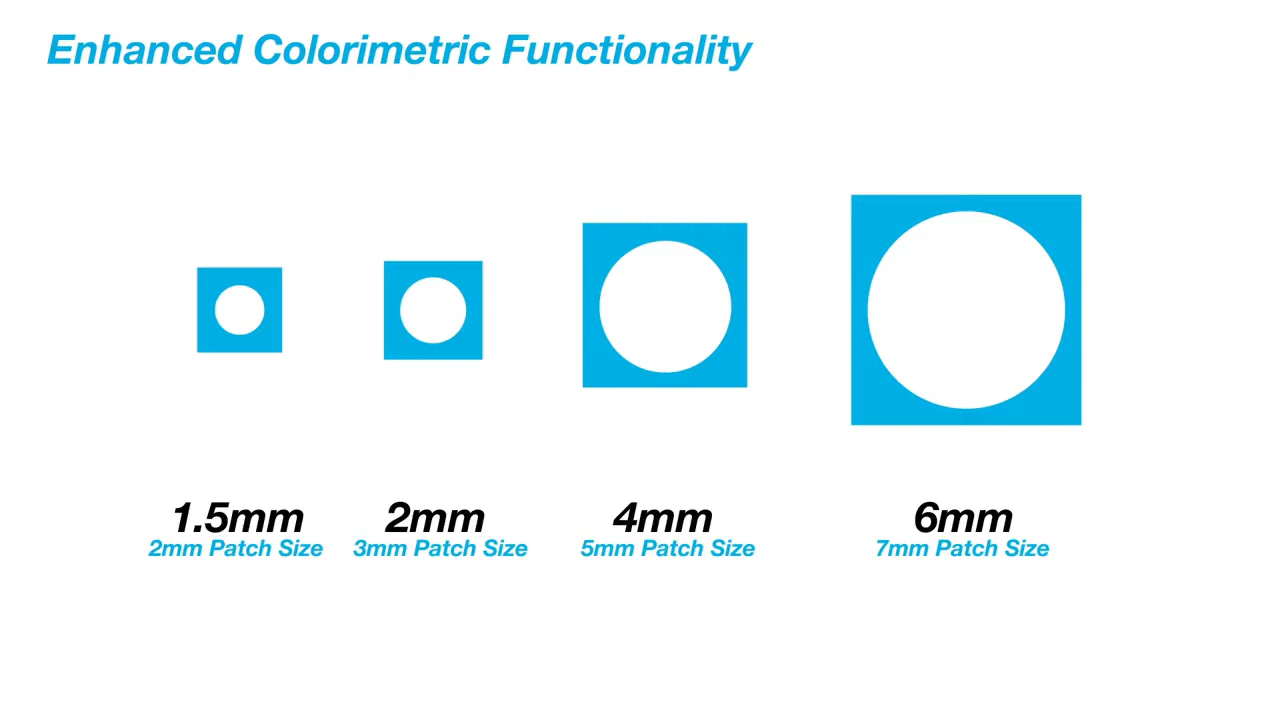 Enhanced Colorimetric Functionality
1.5mm
2mm Patch Size
2mm
3mm Patch Size
4mm
5mm Patch Size
6mm
7mm Patch Size